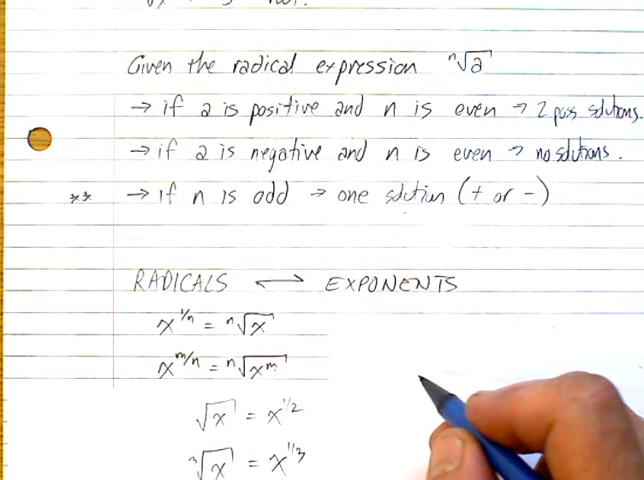 Given the radical expression ⁿ√a
→ if a is positive and n is even → 2 poss solutions.
→ if a is negative and n is even → no solutions.
** → if n is odd → one solution (+ or -)
RADICALS ↔ EXPONENTS
x^(1/n) = ⁿ√x
x^(m/n) = ⁿ√(x^m)
√x = x^(1/2)
³√x = x^(1/3)